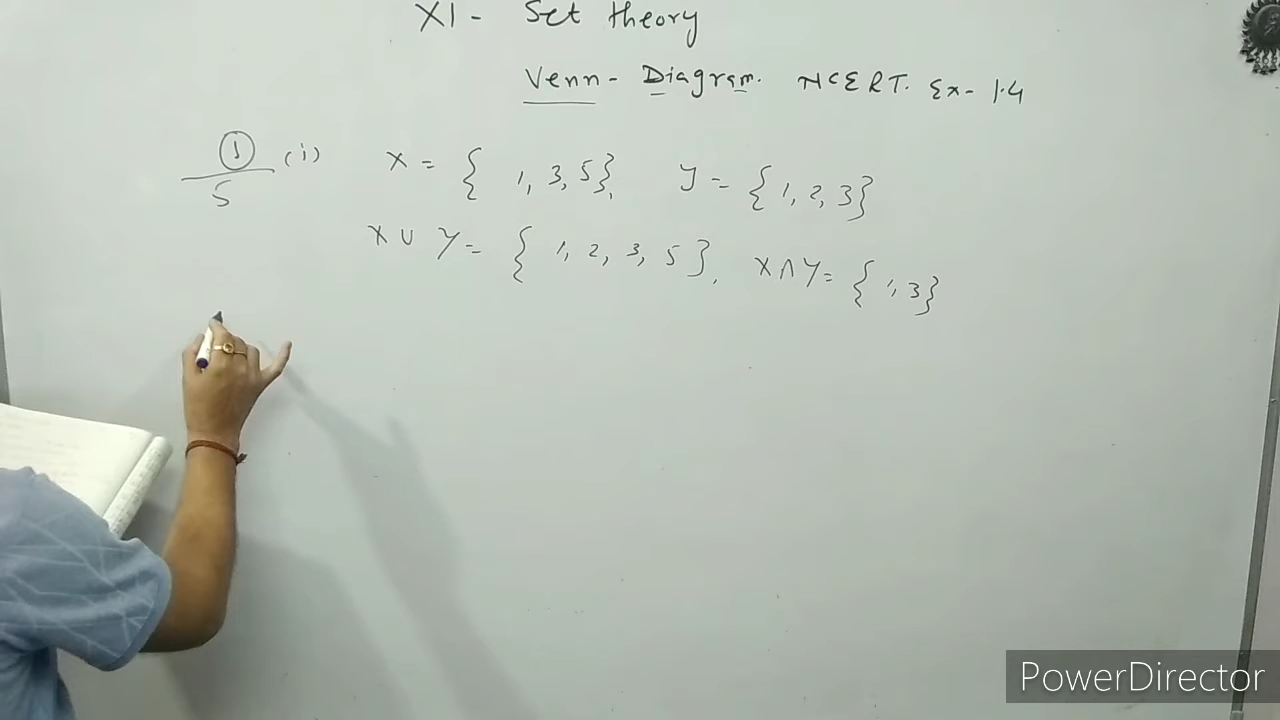 XI - Set theory
Venn - Diagram. NCERT. Ex - 1.4
① (i) X = { 1, 3, 5}, Y = { 1, 2, 3}
5
X ∪ Y = { 1, 2, 3, 5 }, X ∩ Y = { 1, 3}
PowerDirector